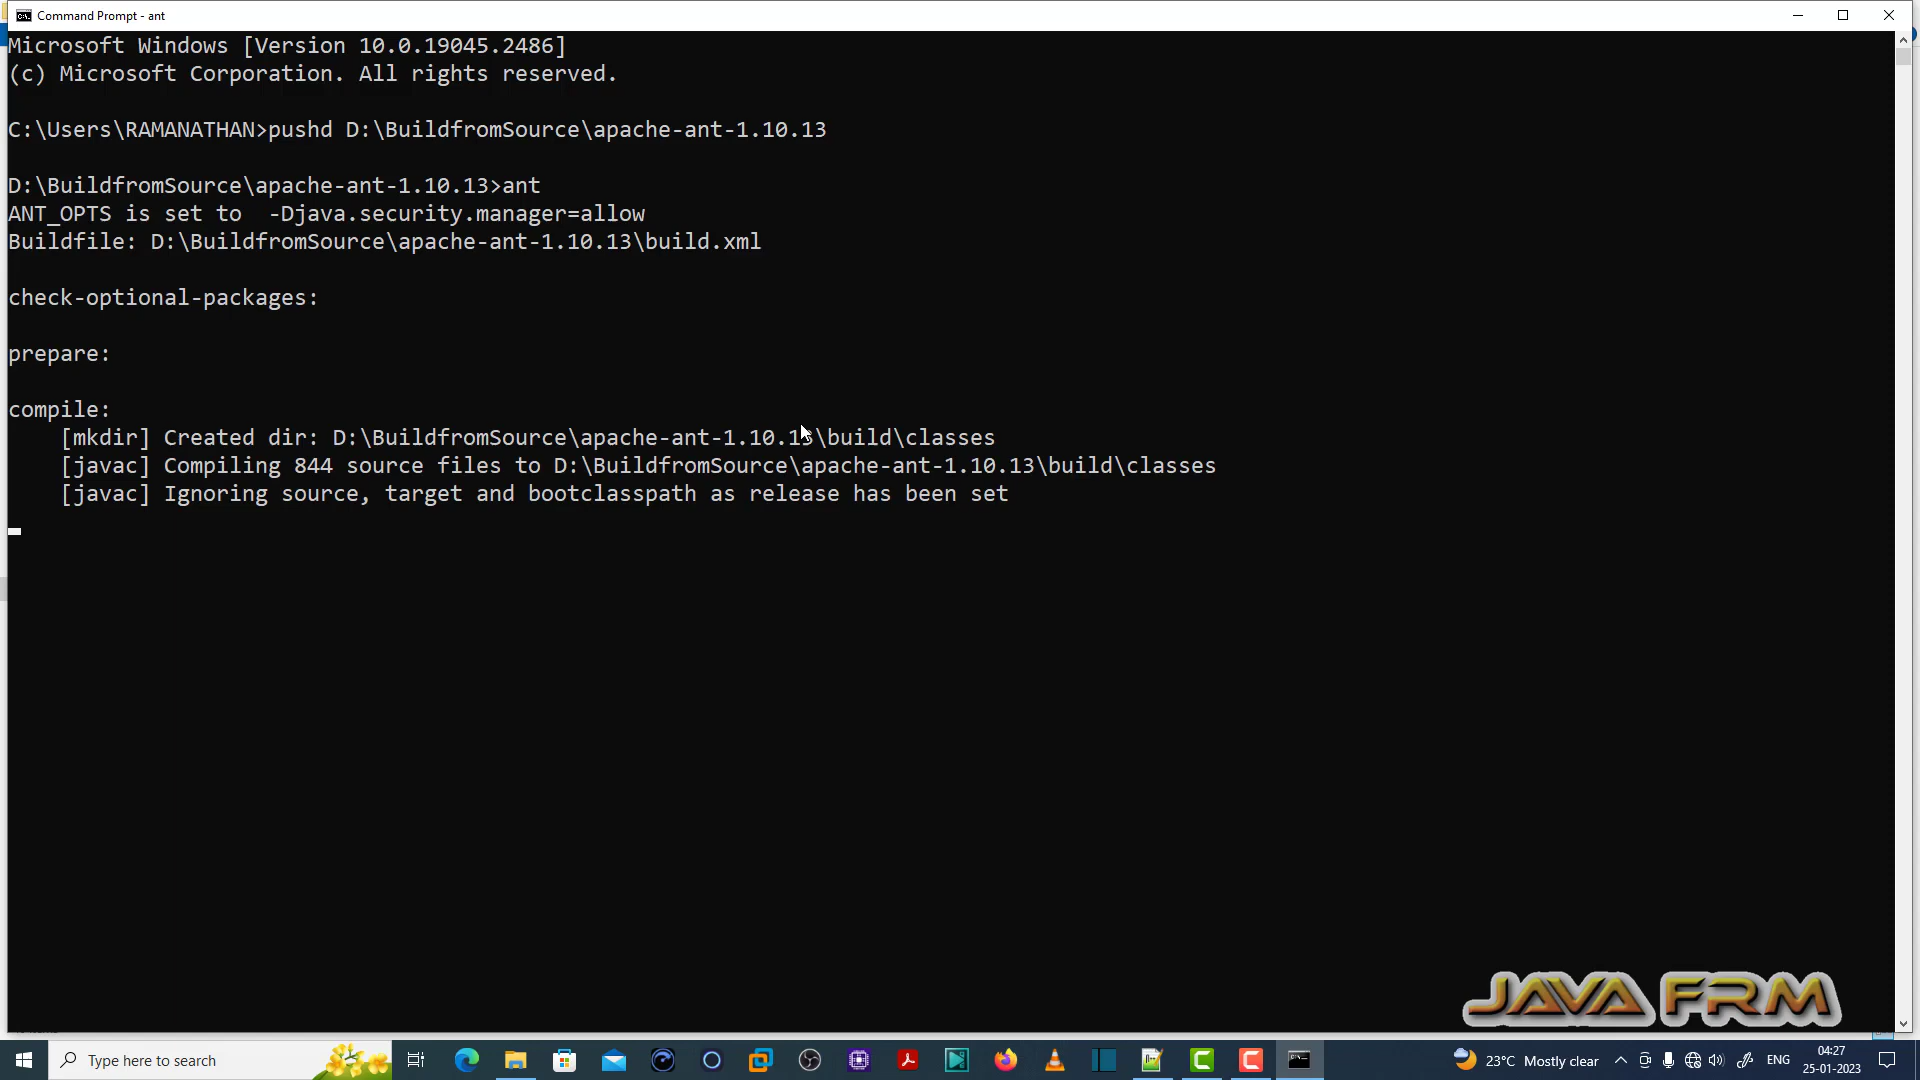 Command Prompt - ant
Microsoft Windows [Version 10.0.19045.2486]
(c) Microsoft Corporation. All rights reserved.
C:\Users\RAMANATHAN>pushd D:\BuildfromSource\apache-ant-1.10.13
D:\BuildfromSource\apache-ant-1.10.13>ant
ANT_OPTS is set to  -Djava.security.manager=allow
Buildfile: D:\BuildfromSource\apache-ant-1.10.13\build.xml
check-optional-packages:
prepare:
compile:
[mkdir] Created dir: D:\BuildfromSource\apache-ant-1.10.13\build\classes
[javac] Compiling 844 source files to D:\BuildfromSource\apache-ant-1.10.13\build\classes
[javac] Ignoring source, target and bootclasspath as release has been set
JAVA FRM
Type here to search
23°C Mostly clear
ENG
04:27
25-01-2023